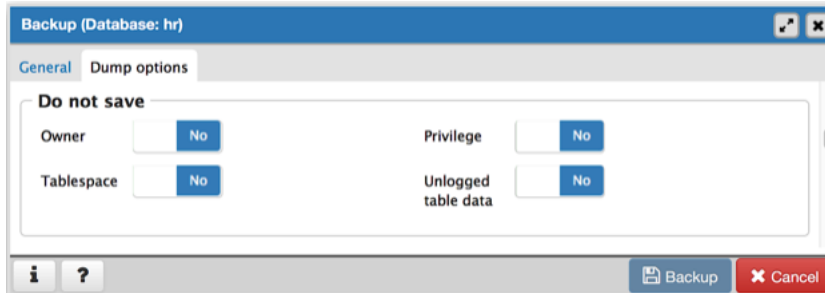 Backup (Database: hr)
General Dump options
Do not save
Owner No Privilege No
Tablespace No Unlogged table data No
i ? Backup Cancel